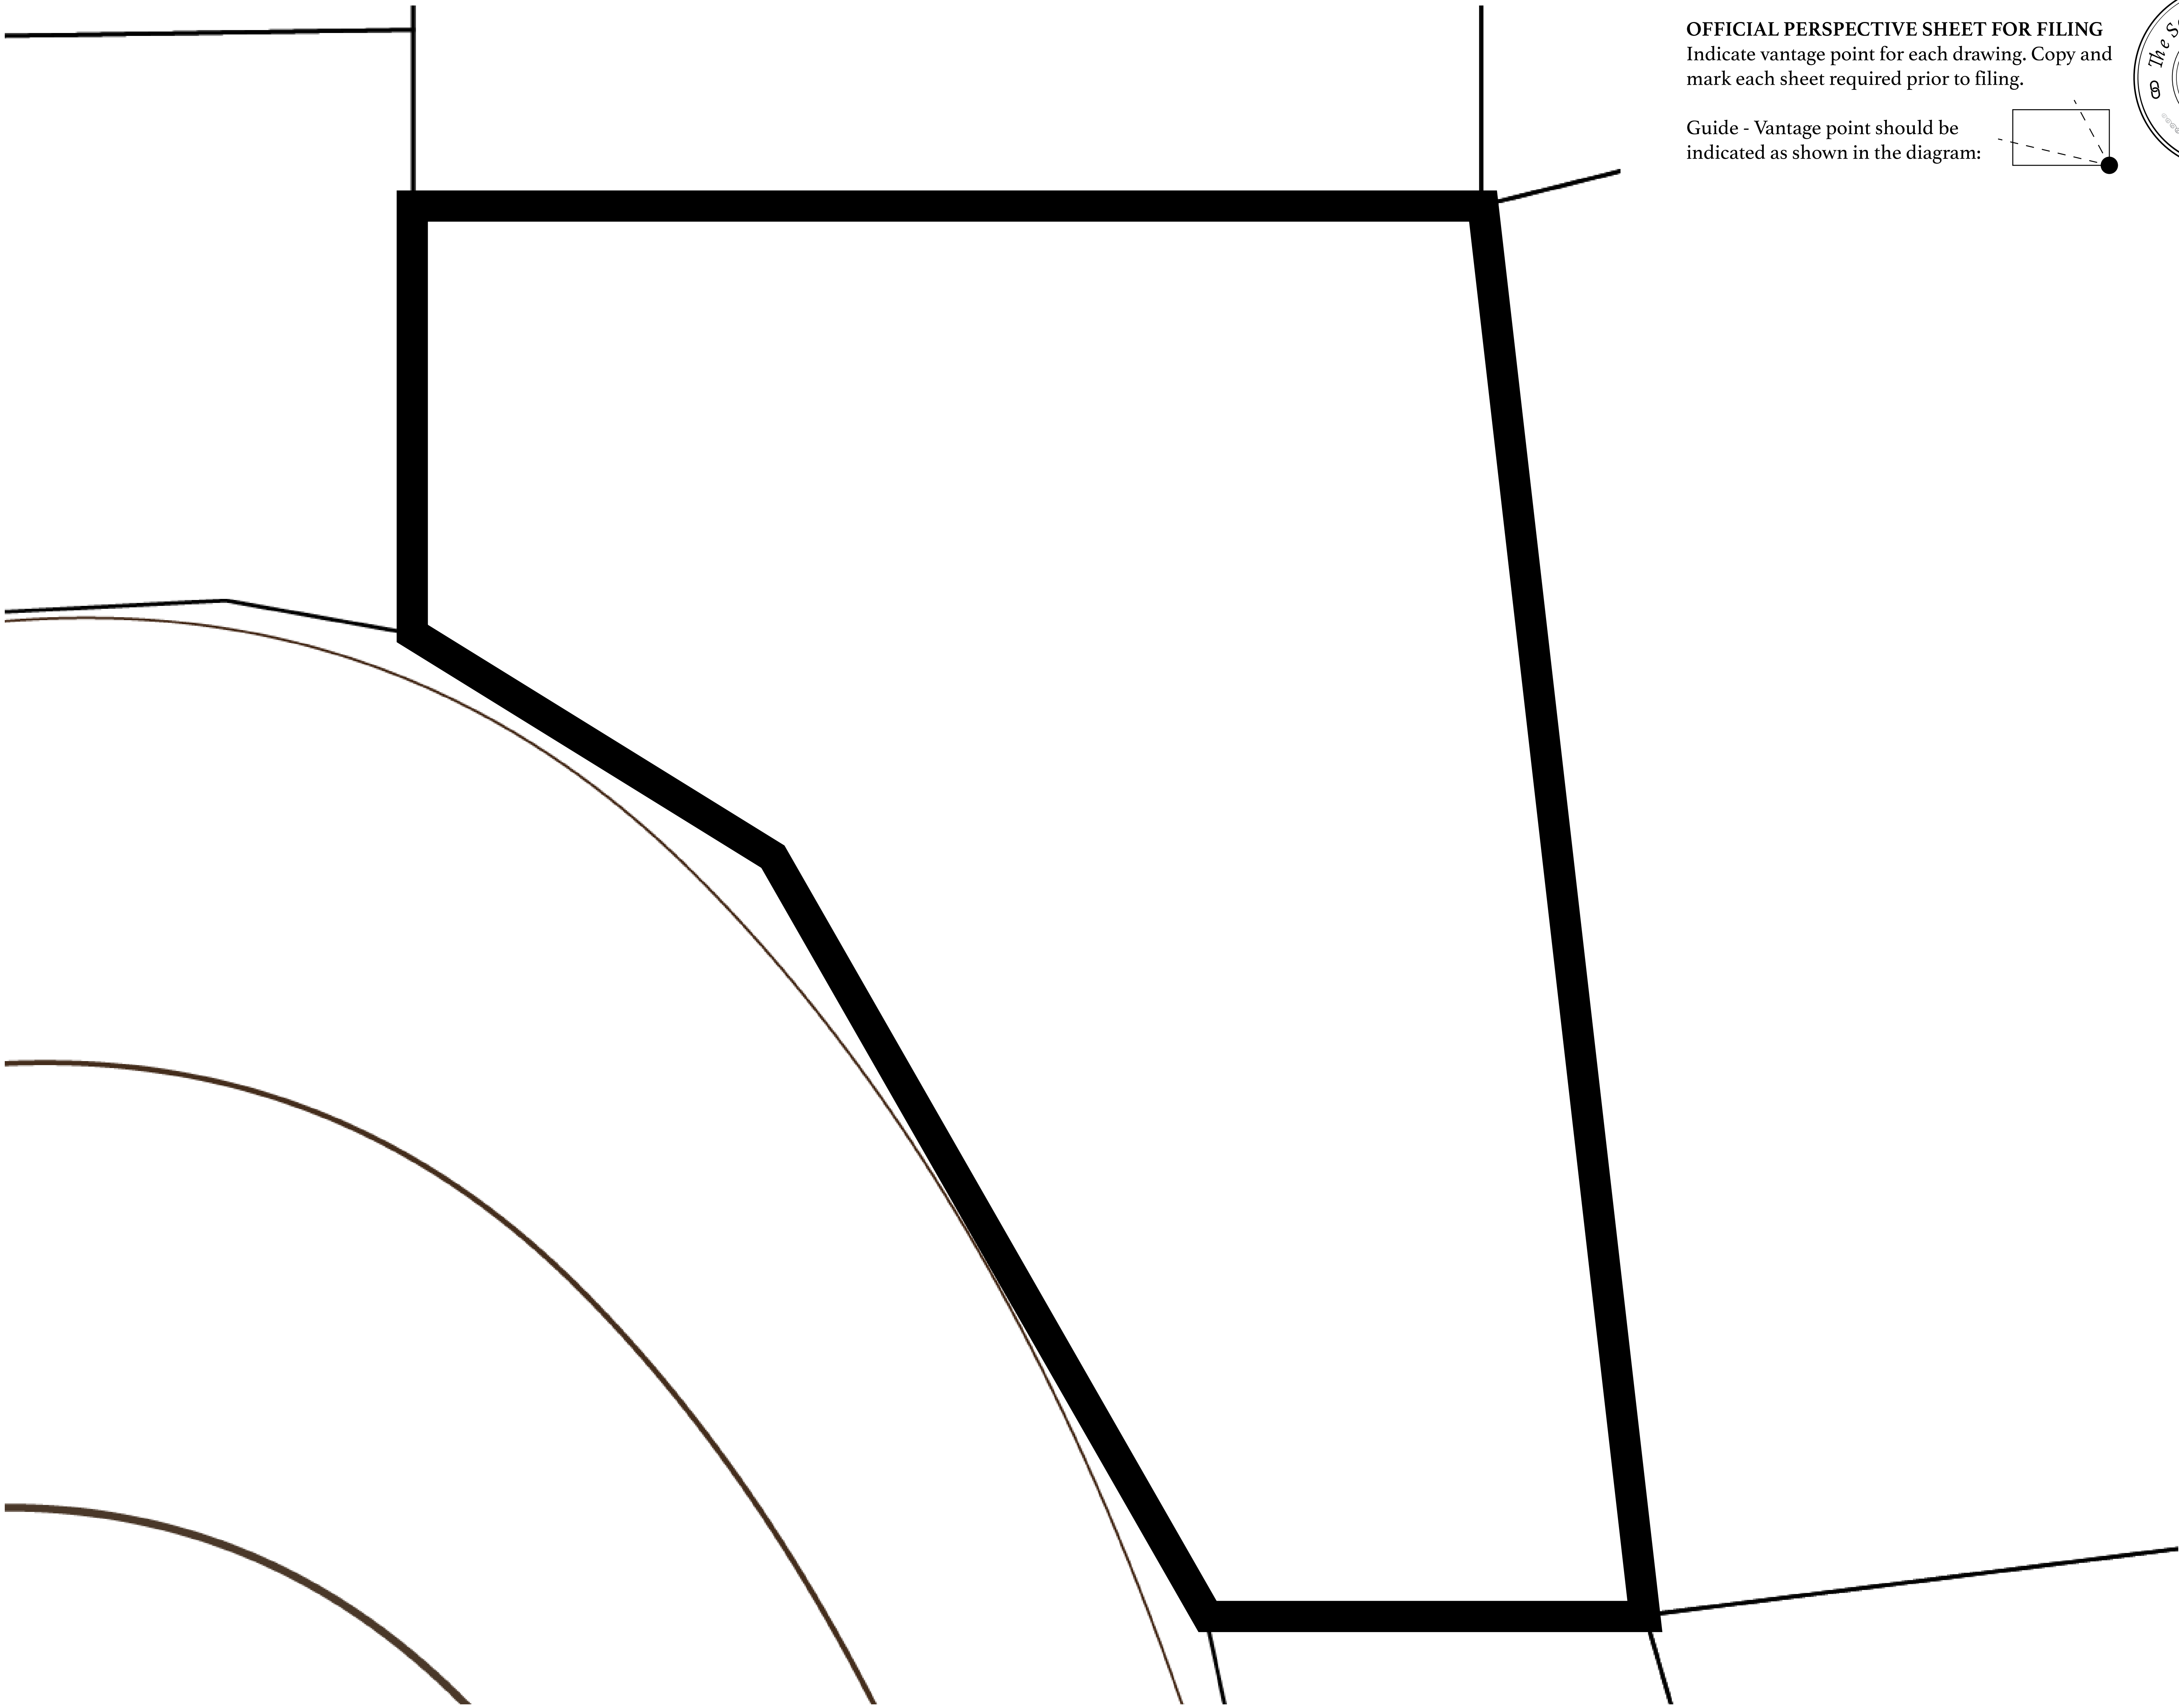 OFFICIAL PERSPECTIVE SHEET FOR FILING
Indicate vantage point for each drawing. Copy and
mark each sheet required prior to filing.
Guide - Vantage point should be
indicated as shown in the diagram:
The